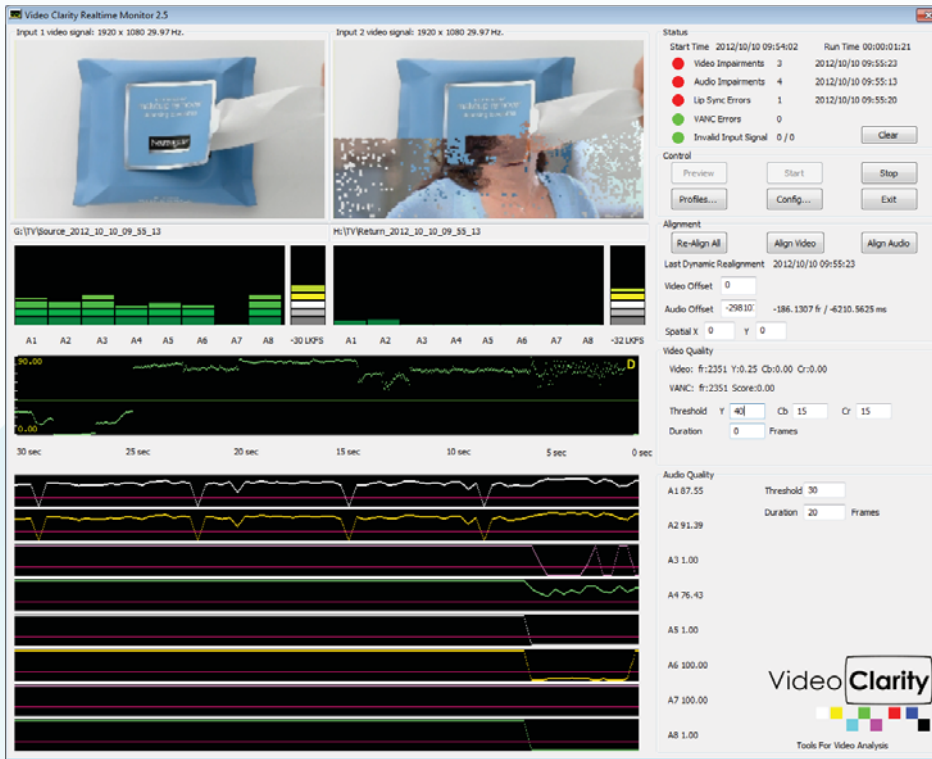 Video Clarity Realtime Monitor 2.5
Input 1 video signal: 1920 x 1080 29.97 Hz.
Input 2 video signal: 1920 x 1080 29.97 Hz.
makeup remover
Neutrogena
G:\TV\Source_2012_10_10_09_55_13
H:\TV\Return_2012_10_10_09_55_13
A1 A2 A3 A4 A5 A6 A7 A8 -30 LKFS
A1 A2 A3 A4 A5 A6 A7 A8 -32 LKFS
90.00
D
0.00
30 sec 25 sec 20 sec 15 sec 10 sec 5 sec 0 sec
Status
Start Time 2012/10/10 09:54:02 Run Time 00:00:01:21
Video Impairments 3 2012/10/10 09:55:23
Audio Impairments 4 2012/10/10 09:55:13
Lip Sync Errors 1 2012/10/10 09:55:20
VANC Errors 0
Invalid Input Signal 0 / 0 Clear
Control
Preview Start Stop
Profiles... Config... Exit
Alignment
Re-Align All Align Video Align Audio
Last Dynamic Realignment 2012/10/10 09:55:23
Video Offset 0
Audio Offset -29810 -186.1307 fr / -6210.5625 ms
Spatial X 0 Y 0
Video Quality
Video: fr:2351 Y:0.25 Cb:0.00 Cr:0.00
VANC: fr:2351 Score:0.00
Threshold Y 40 Cb 15 Cr 15
Duration 0 Frames
Audio Quality
A1 87.55 Threshold 30
Duration 20 Frames
A2 91.39
A3 1.00
A4 76.43
A5 1.00
A6 100.00
A7 100.00
A8 1.00
Video Clarity
Tools For Video Analysis